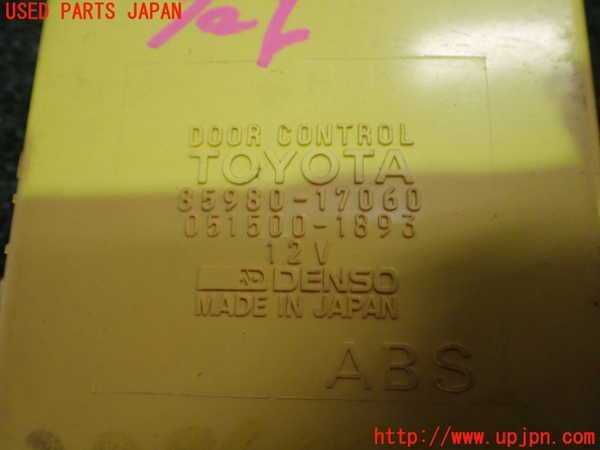 USED PARTS JAPAN
DOOR CONTROL
TOYOTA
85980-17060
051500-1893
12V
ND DENSO
MADE IN JAPAN
ABS
http://www.upjpn.com/